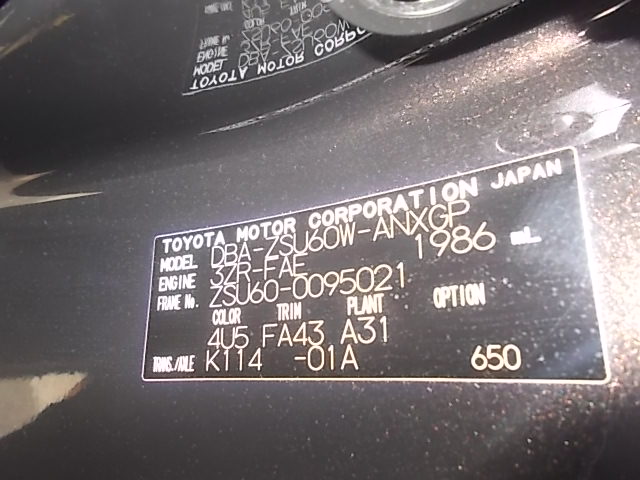 TOYOTA MOTOR CORPORATION JAPAN
MODEL DBA-ZSU60W-ANXGP
ENGINE 3ZR-FAE 1986 mL
FRAME No. ZSU60-0095021
COLOR TRIM PLANT OPTION
4U5 FA43 A31
TRANS./AXLE K114 -01A 650